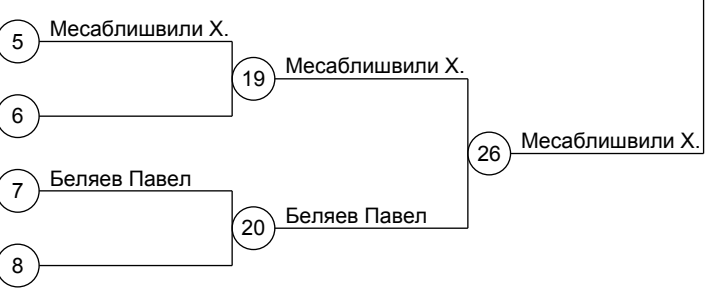 5 Месаблишвили Х.
19 Месаблишвили Х.
6
26 Месаблишвили Х.
7 Беляев Павел
20 Беляев Павел
8